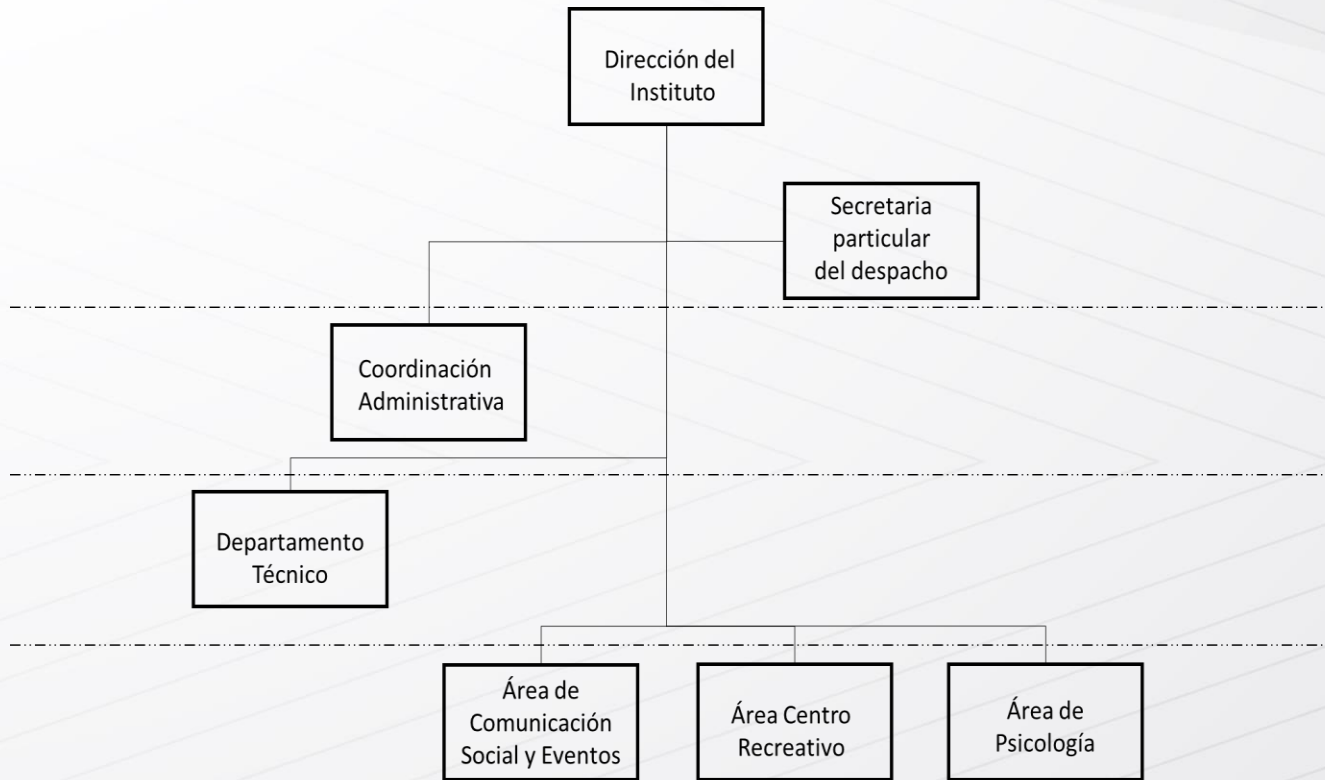 Dirección del
Instituto
Secretaria
particular
del despacho
Coordinación
Administrativa
Departamento
Técnico
Área de
Comunicación
Social y Eventos
Área Centro
Recreativo
Área de
Psicología